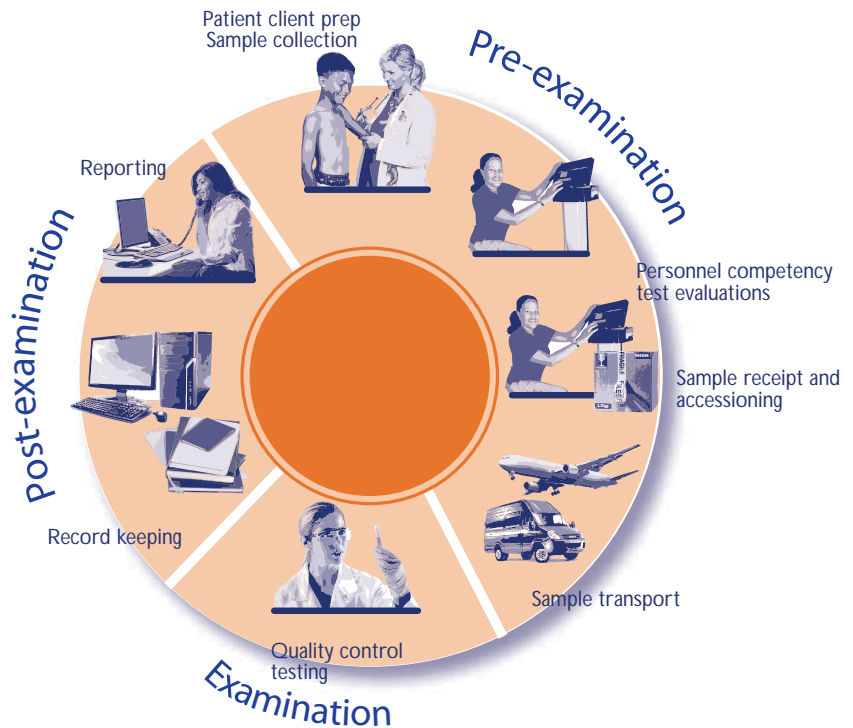 Patient client prep
Sample collection
Pre-examination
Reporting
Personnel competency
test evaluations
Post-examination
FRAGILE
Sample receipt and
accessioning
Record keeping
Sample transport
Quality control
testing
Examination